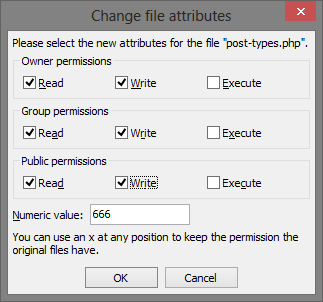 Change file attributes
Please select the new attributes for the file "post-types.php".
Owner permissions
Read Write Execute
Group permissions
Read Write Execute
Public permissions
Read Write Execute
Numeric value: 666
You can use an x at any position to keep the permission the
original files have.
OK Cancel